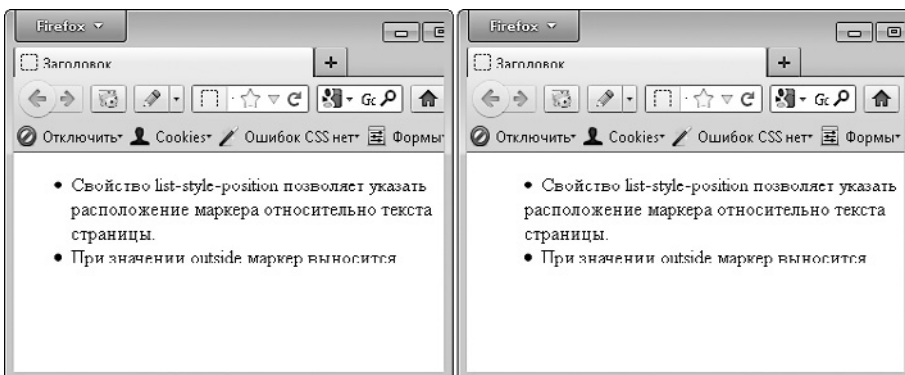 Firefox
Заголовок
Gc
Отключить Cookies Ошибок CSS нет Формы
Свойство list-style-position позволяет указать
расположение маркера относительно текста
страницы.
При значении outside маркер выносится
Firefox
Заголовок
Gc
Отключить Cookies Ошибок CSS нет Формы
Свойство list-style-position позволяет указать
расположение маркера относительно текста
страницы.
При значении outside маркер выносится